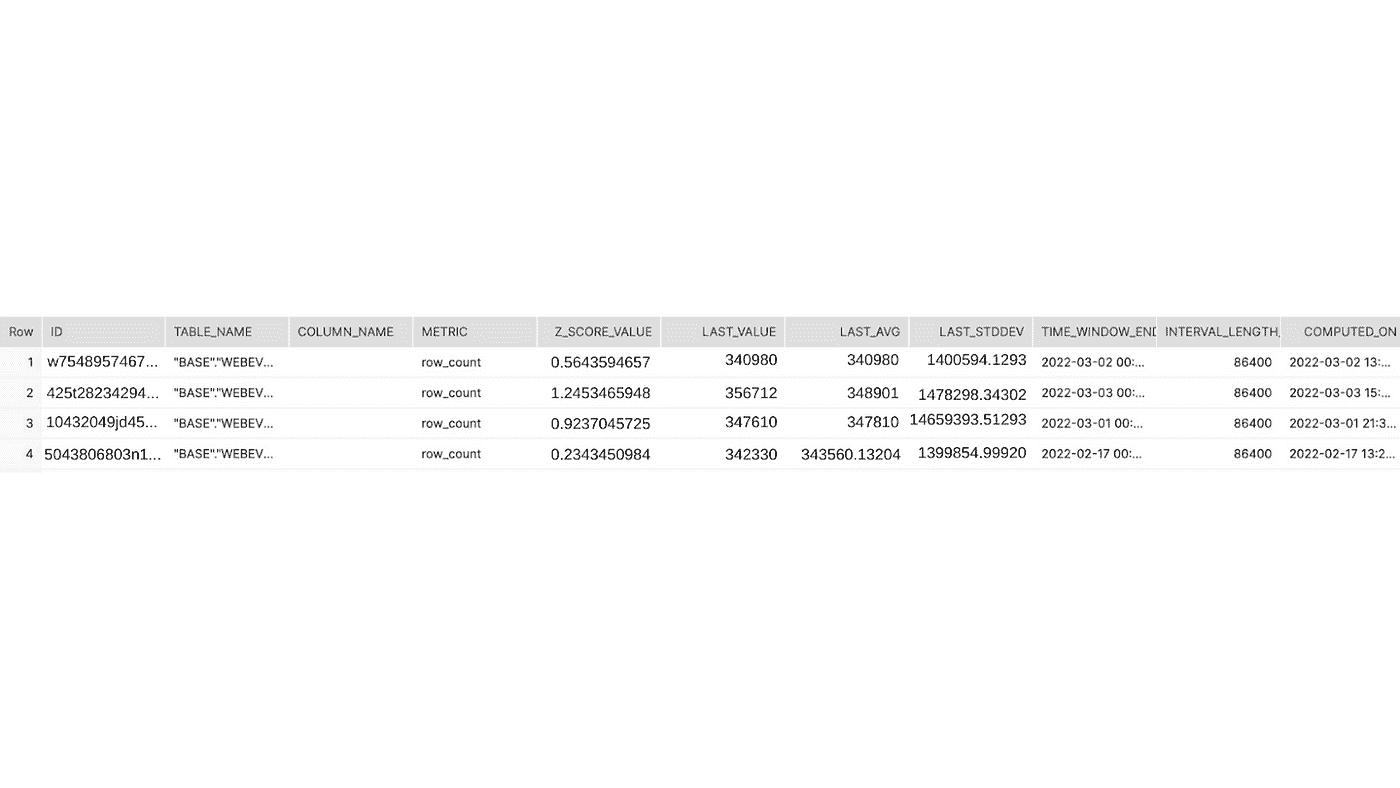 Row ID TABLE_NAME COLUMN_NAME METRIC Z_SCORE_VALUE LAST_VALUE LAST_AVG LAST_STDDEV TIME_WINDOW_END INTERVAL_LENGTH_ COMPUTED_ON
1 w7548957467... "BASE"."WEBEV... row_count 0.5643594657 340980 340980 1400594.1293 2022-03-02 00:... 86400 2022-03-02 13:...
2 425t28234294... "BASE"."WEBEV... row_count 1.2453465948 356712 348901 1478298.34302 2022-03-03 00:... 86400 2022-03-03 15:...
3 10432049jd45... "BASE"."WEBEV... row_count 0.9237045725 347610 347810 14659393.51293 2022-03-01 00:... 86400 2022-03-01 21:3...
4 5043806803n1... "BASE"."WEBEV... row_count 0.2343450984 342330 343560.13204 1399854.99920 2022-02-17 00:... 86400 2022-02-17 13:2...